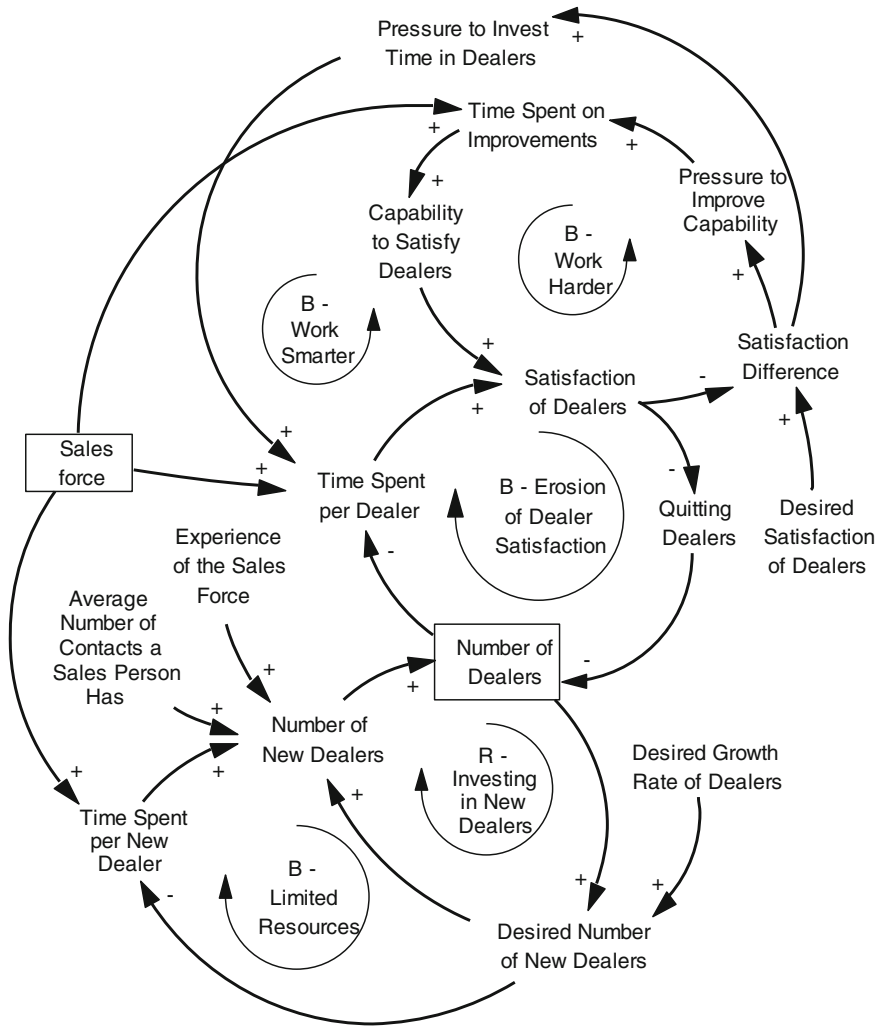 Pressure to Invest
Time in Dealers
+
Time Spent on
Improvements
+
+
+
Pressure to
Improve
Capability
Capability
to Satisfy
Dealers
B -
Work
Harder
+
B -
Work
Smarter
+
Satisfaction
Difference
Satisfaction
of Dealers
-
+
+
+
Sales
force
+
Time Spent
per Dealer
B - Erosion
of Dealer
Satisfaction
-
Quitting
Dealers
Desired
Satisfaction
of Dealers
Experience
of the Sales
Force
-
Average
Number of
Contacts a
Sales Person
Has
Number of
Dealers
-
+
+
+
Number of
New Dealers
+
R -
Investing
in New
Dealers
Desired Growth
Rate of Dealers
+
Time Spent
per New
Dealer
+
B -
Limited
Resources
-
+
+
Desired Number
of New Dealers